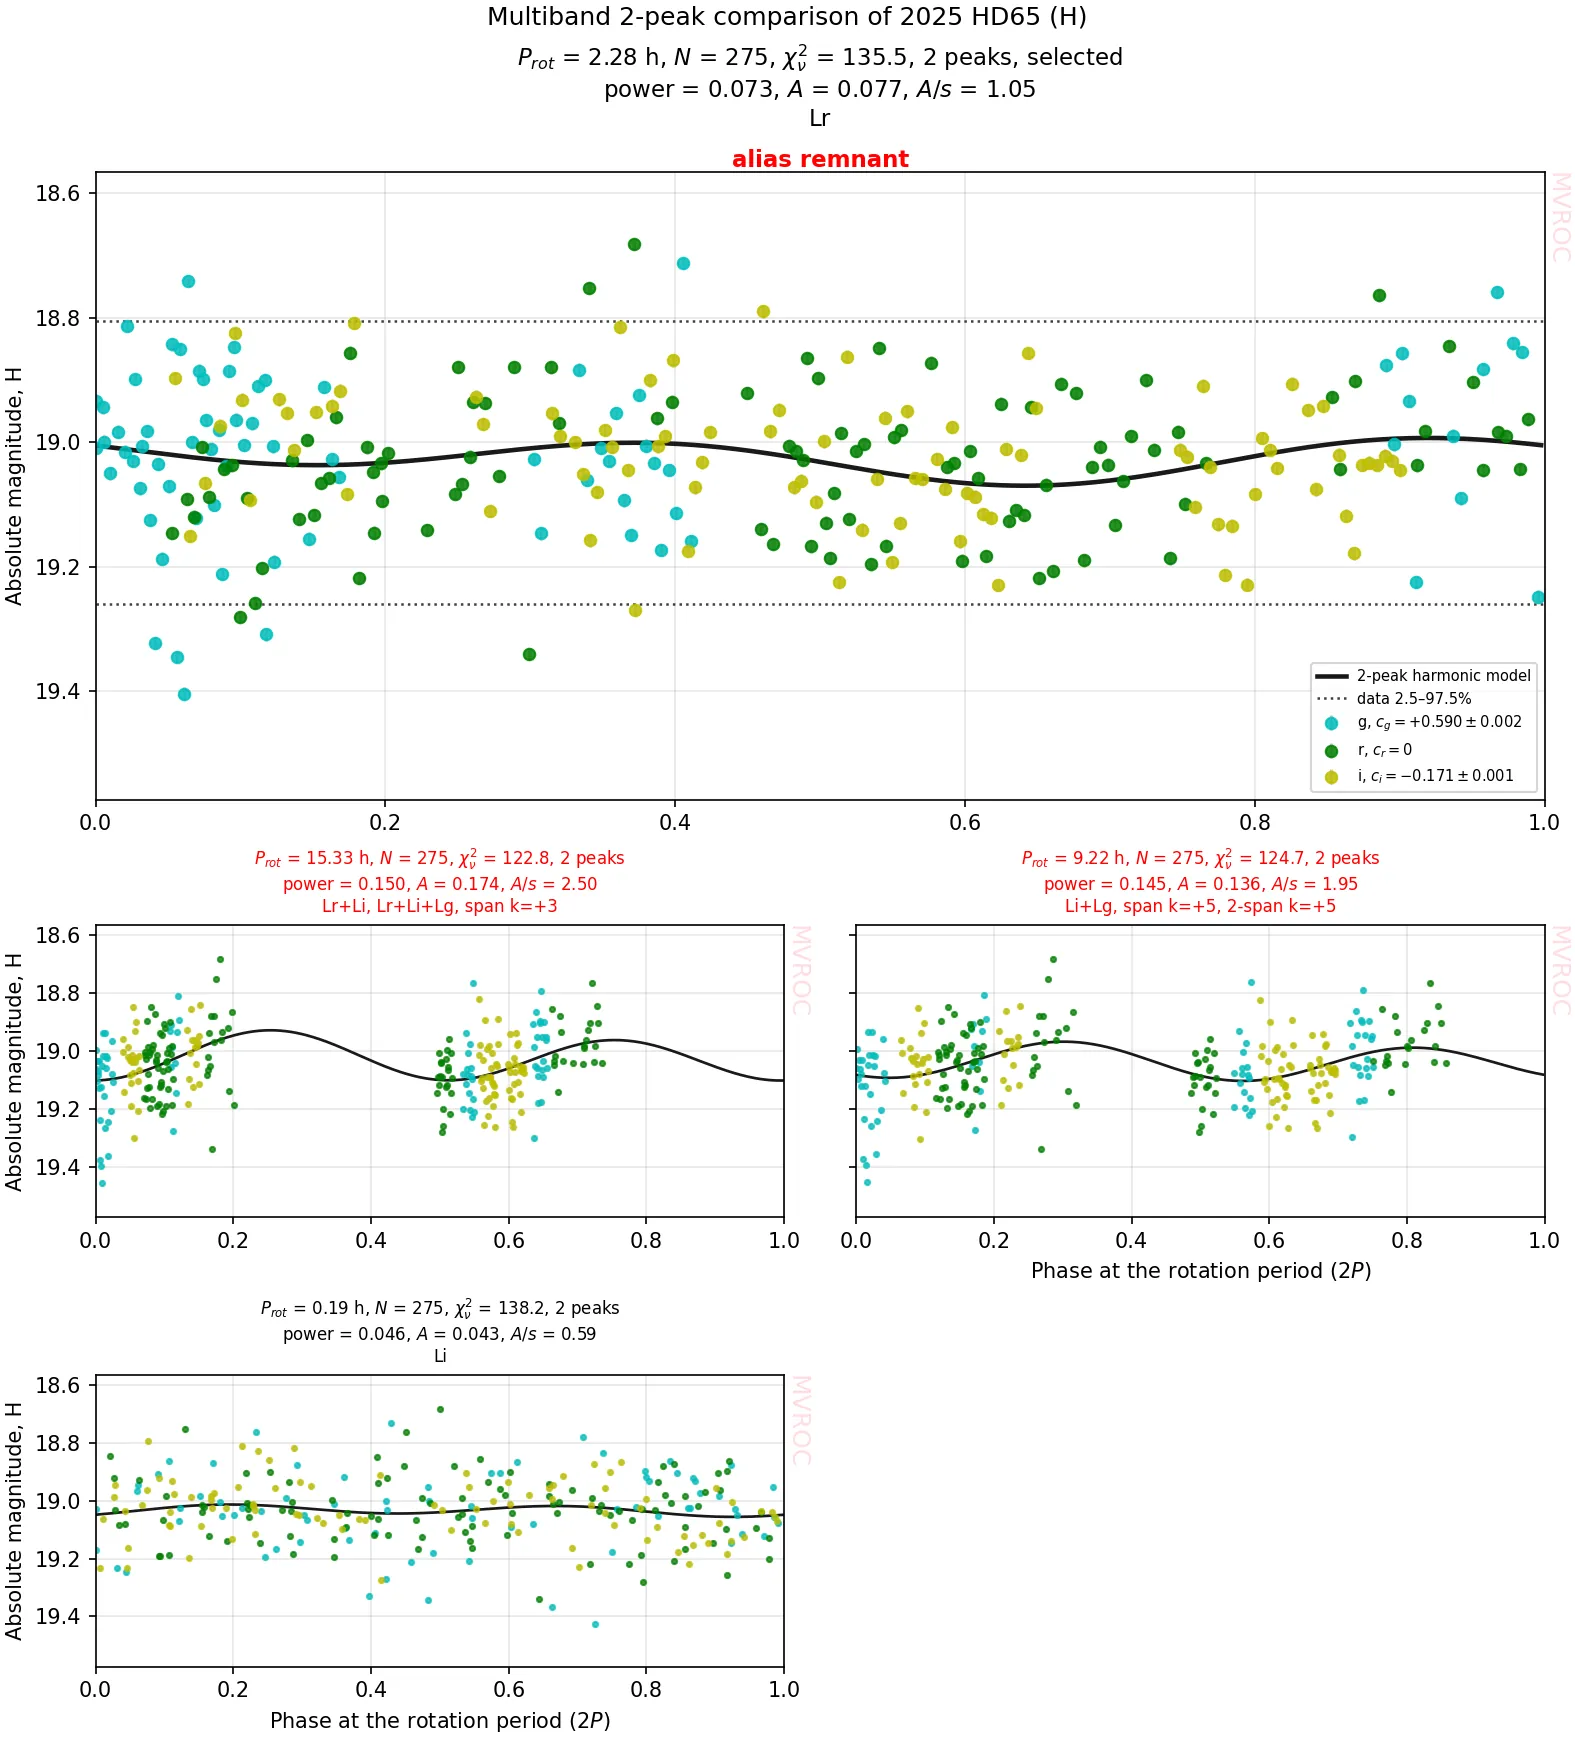 Multiband 2-peak comparison of 2025 HD65 (H)
P_rot = 2.28 h, N = 275, χ²_ν = 135.5, 2 peaks, selected
power = 0.073, A = 0.077, A/s = 1.05
Lr
alias remnant
MVROC
18.6
18.8
19.0
19.2
19.4
Absolute magnitude, H
2-peak harmonic model
data 2.5–97.5%
g, c_g = +0.590 ± 0.002
r, c_r = 0
i, c_i = −0.171 ± 0.001
0.0 0.2 0.4 0.6 0.8 1.0
P_rot = 15.33 h, N = 275, χ²_ν = 122.8, 2 peaks
power = 0.150, A = 0.174, A/s = 2.50
Lr+Li, Lr+Li+Lg, span k=+3
MVROC
18.6
18.8
19.0
19.2
19.4
Absolute magnitude, H
0.0 0.2 0.4 0.6 0.8 1.0
P_rot = 9.22 h, N = 275, χ²_ν = 124.7, 2 peaks
power = 0.145, A = 0.136, A/s = 1.95
Li+Lg, span k=+5, 2-span k=+5
MVROC
0.0 0.2 0.4 0.6 0.8 1.0
Phase at the rotation period (2P)
P_rot = 0.19 h, N = 275, χ²_ν = 138.2, 2 peaks
power = 0.046, A = 0.043, A/s = 0.59
Li
MVROC
18.6
18.8
19.0
19.2
19.4
Absolute magnitude, H
0.0 0.2 0.4 0.6 0.8 1.0
Phase at the rotation period (2P)